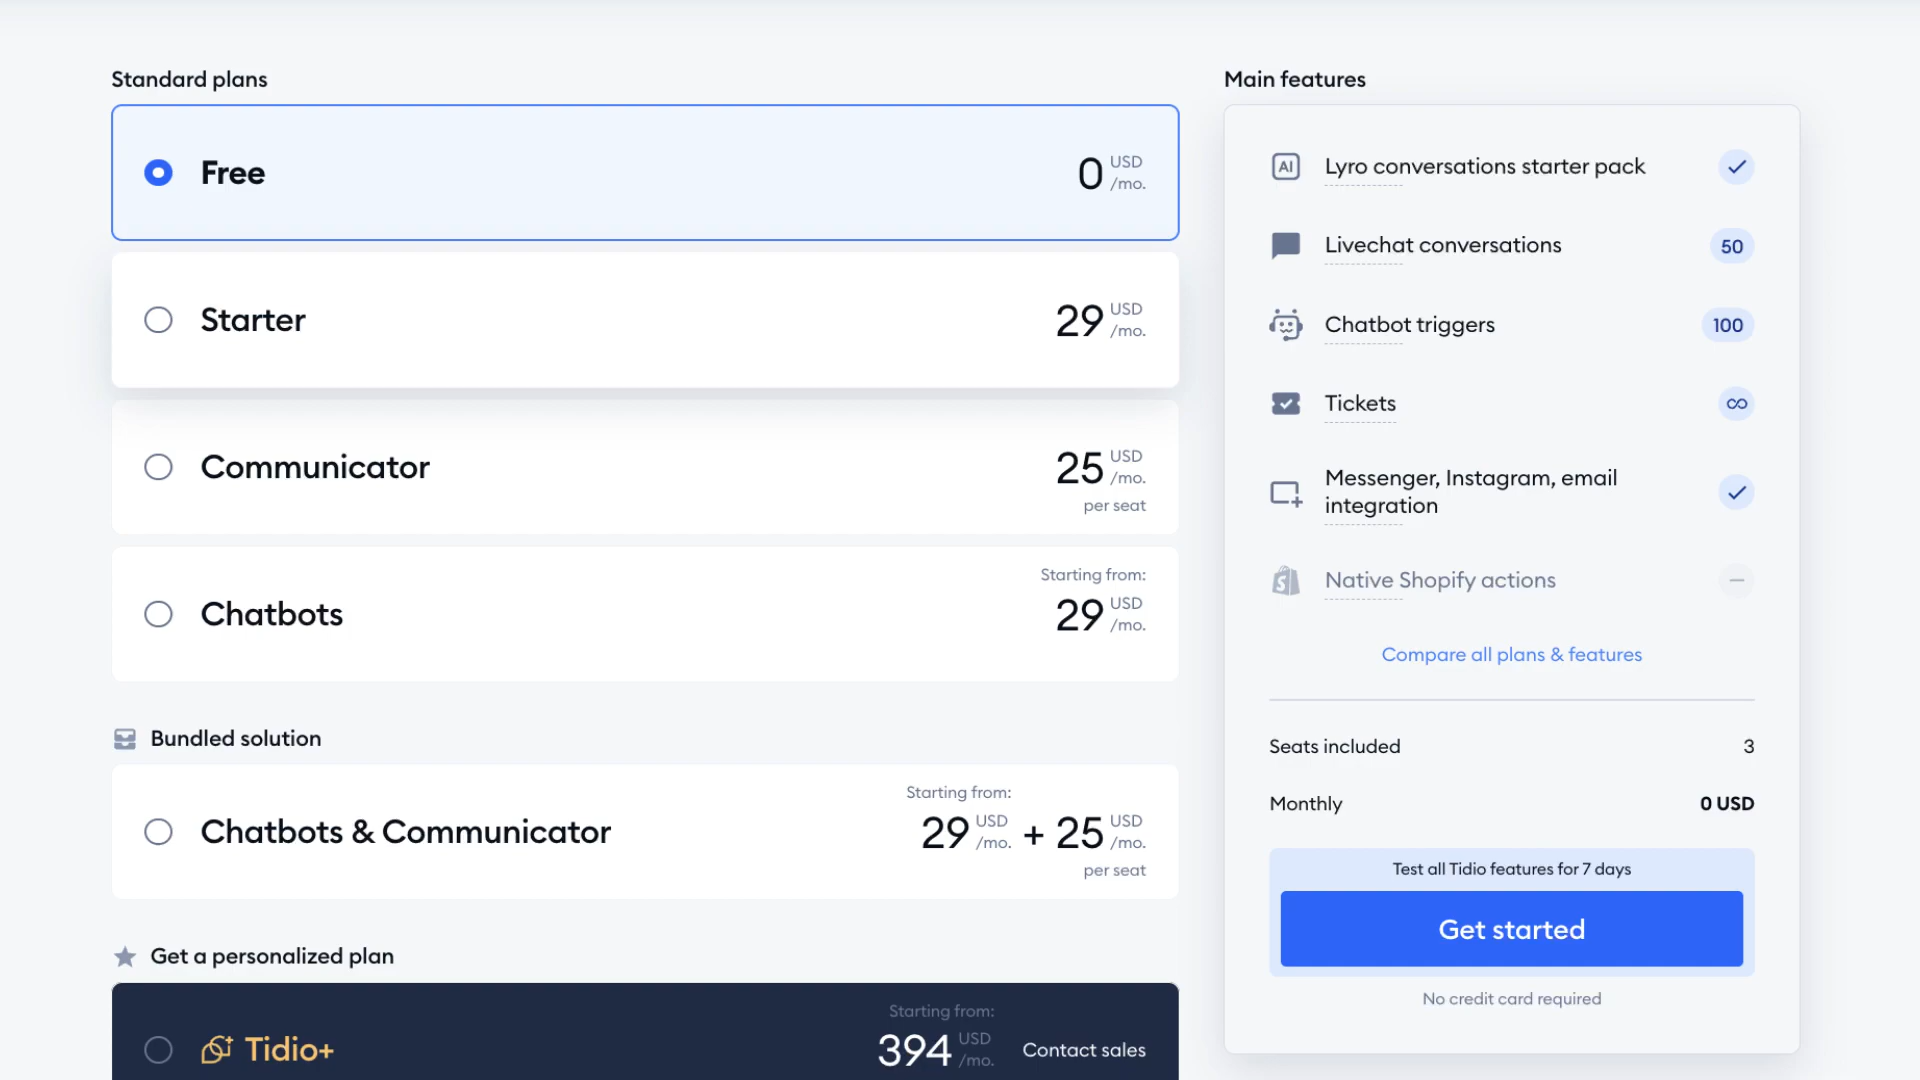 Standard plans
Free
0 USD /mo.
Starter
29 USD /mo.
Communicator
25 USD /mo.
per seat
Starting from:
Chatbots
29 USD /mo.
Bundled solution
Starting from:
Chatbots & Communicator
29 USD /mo. + 25 USD /mo.
per seat
Get a personalized plan
Starting from:
Tidio+
394 USD /mo.
Contact sales
Main features
AI Lyro conversations starter pack
Livechat conversations 50
Chatbot triggers 100
Tickets ∞
Messenger, Instagram, email
integration
Native Shopify actions –
Compare all plans & features
Seats included 3
Monthly 0 USD
Test all Tidio features for 7 days
Get started
No credit card required